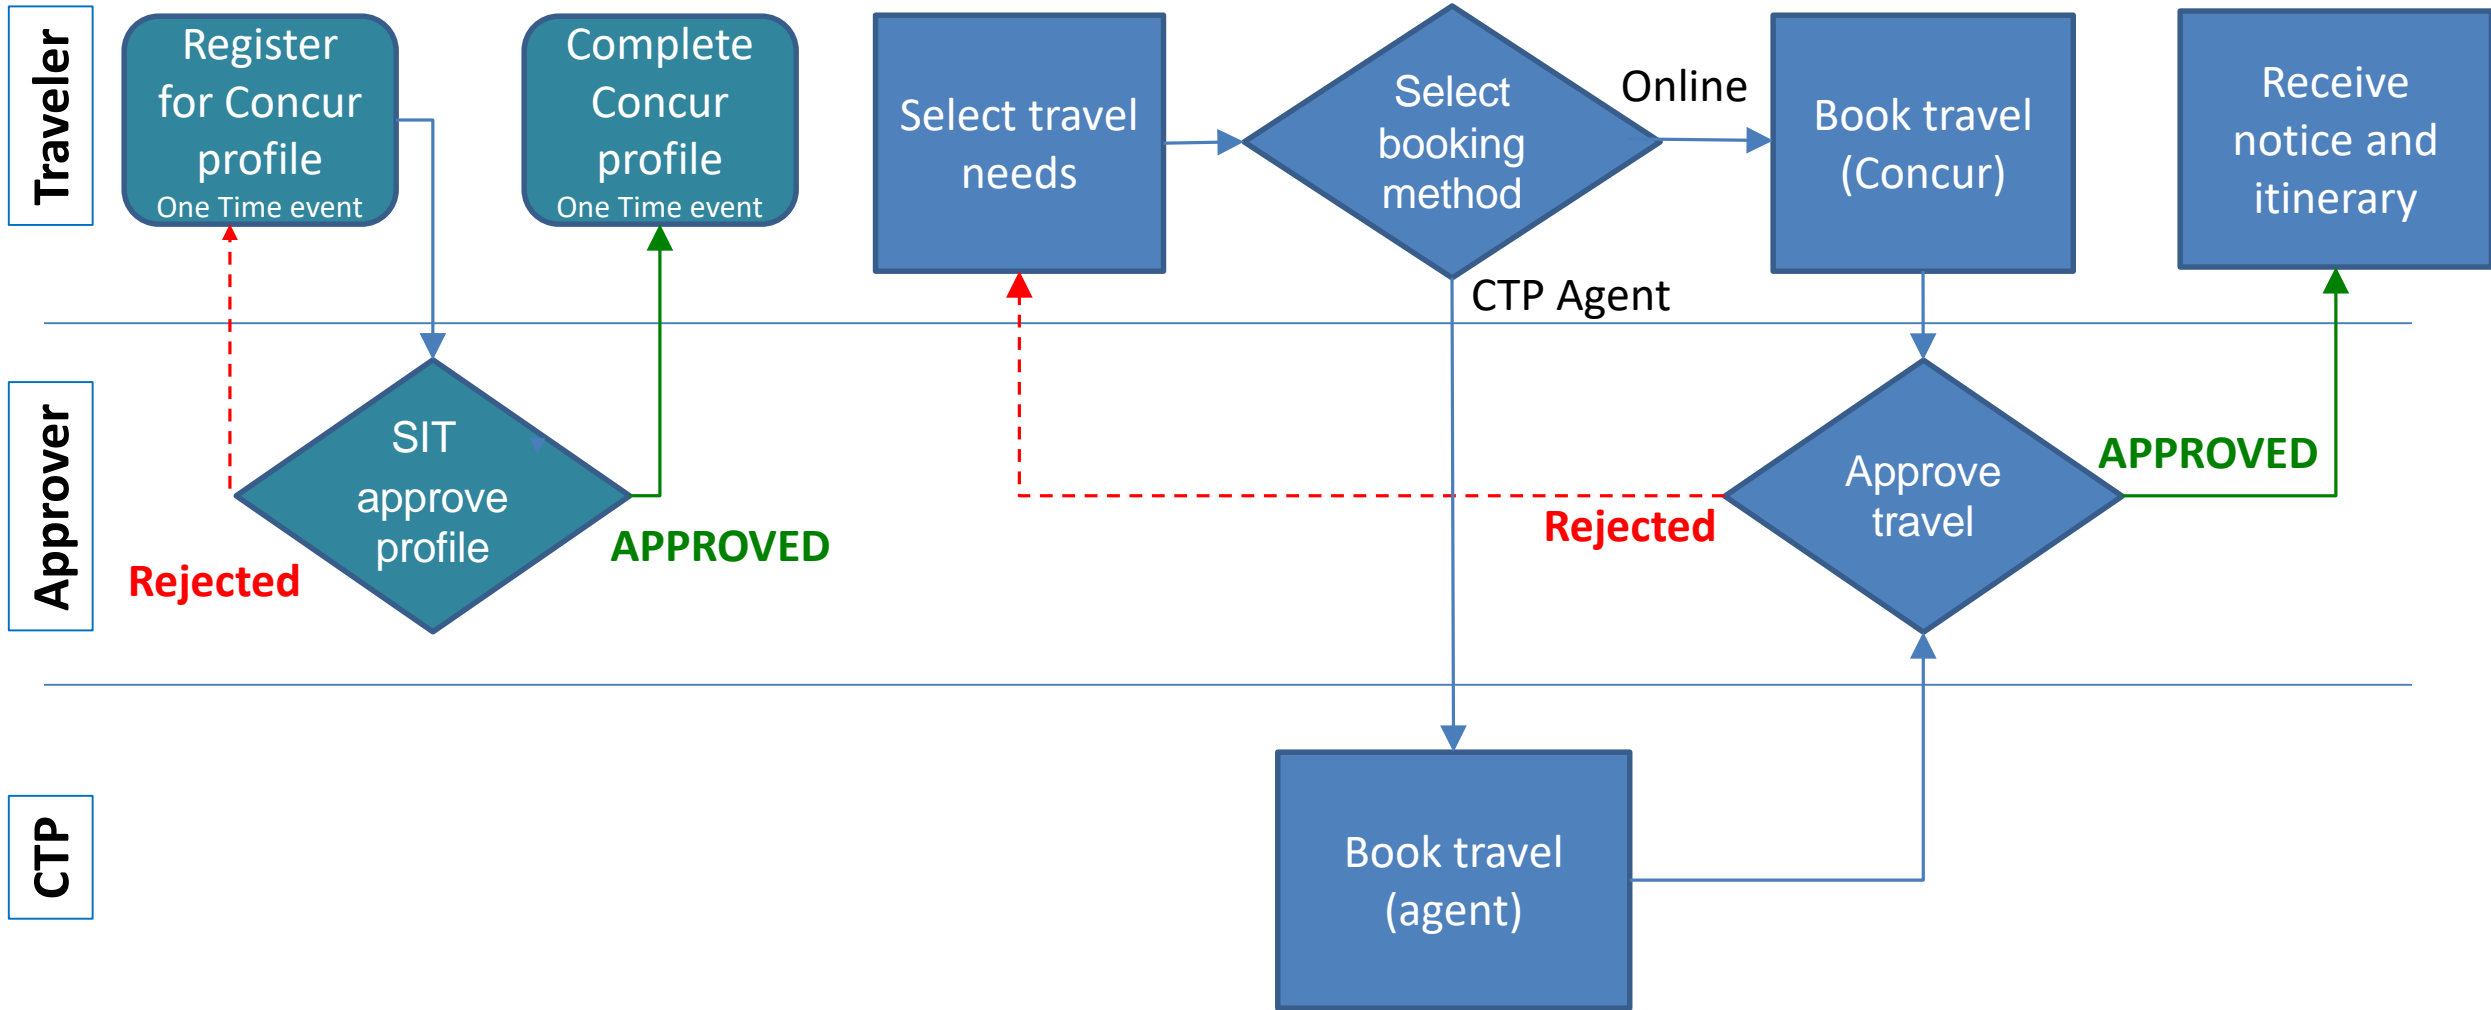 Traveler
Register
for Concur
profile
One Time event
Complete
Concur
profile
One Time event
Select travel
needs
Select
booking
method
Online
CTP Agent
Book travel
(Concur)
Receive
notice and
itinerary
Approver
SIT
approve
profile
Rejected
APPROVED
Rejected
Approve
travel
APPROVED
CTP
Book travel
(agent)